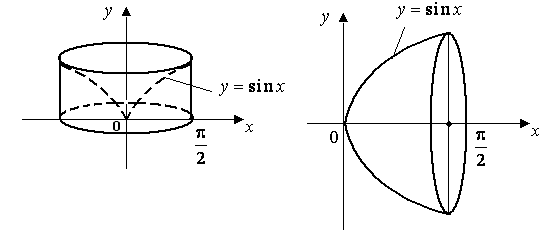 y
y = sin x
0
π/2
x
y
y = sin x
0
π/2
x